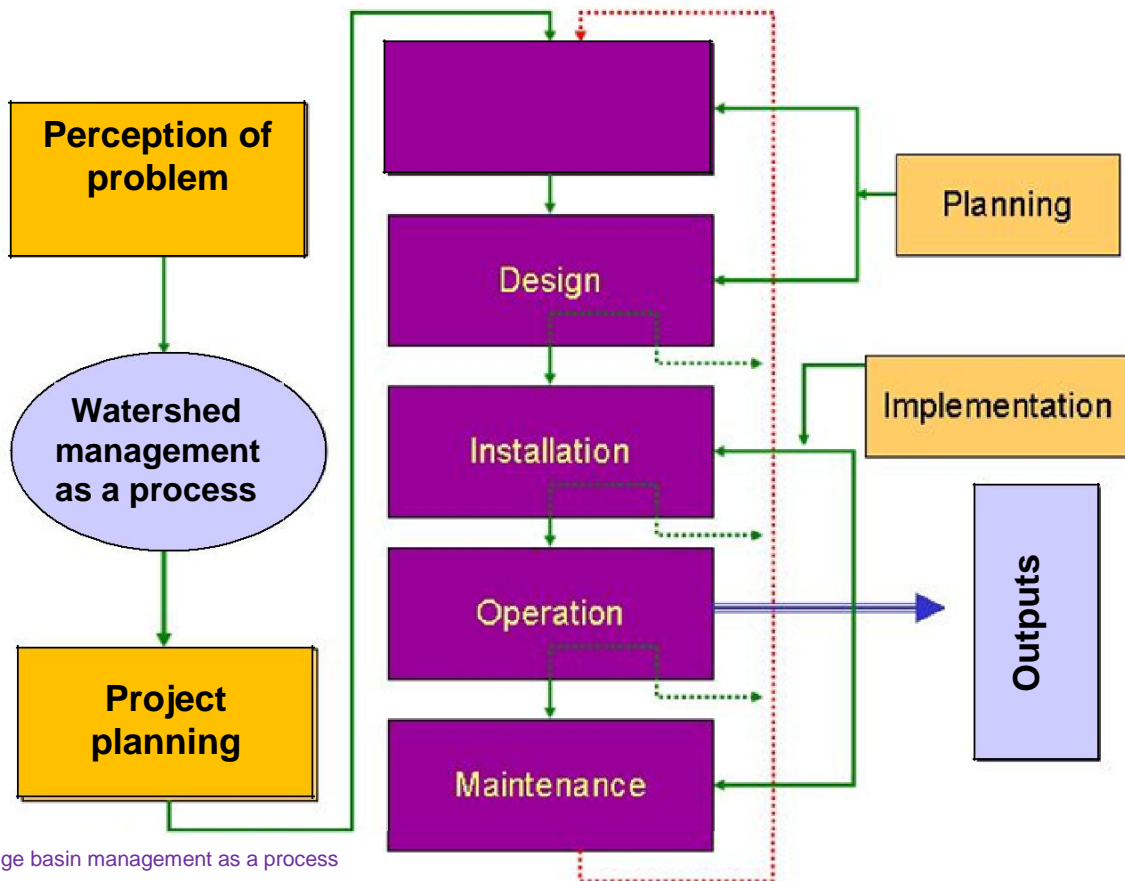 Perception of
problem
Watershed
management
as a process
Project
planning
Design
Installation
Operation
Maintenance
Planning
Implementation
Outputs
ge basin management as a process